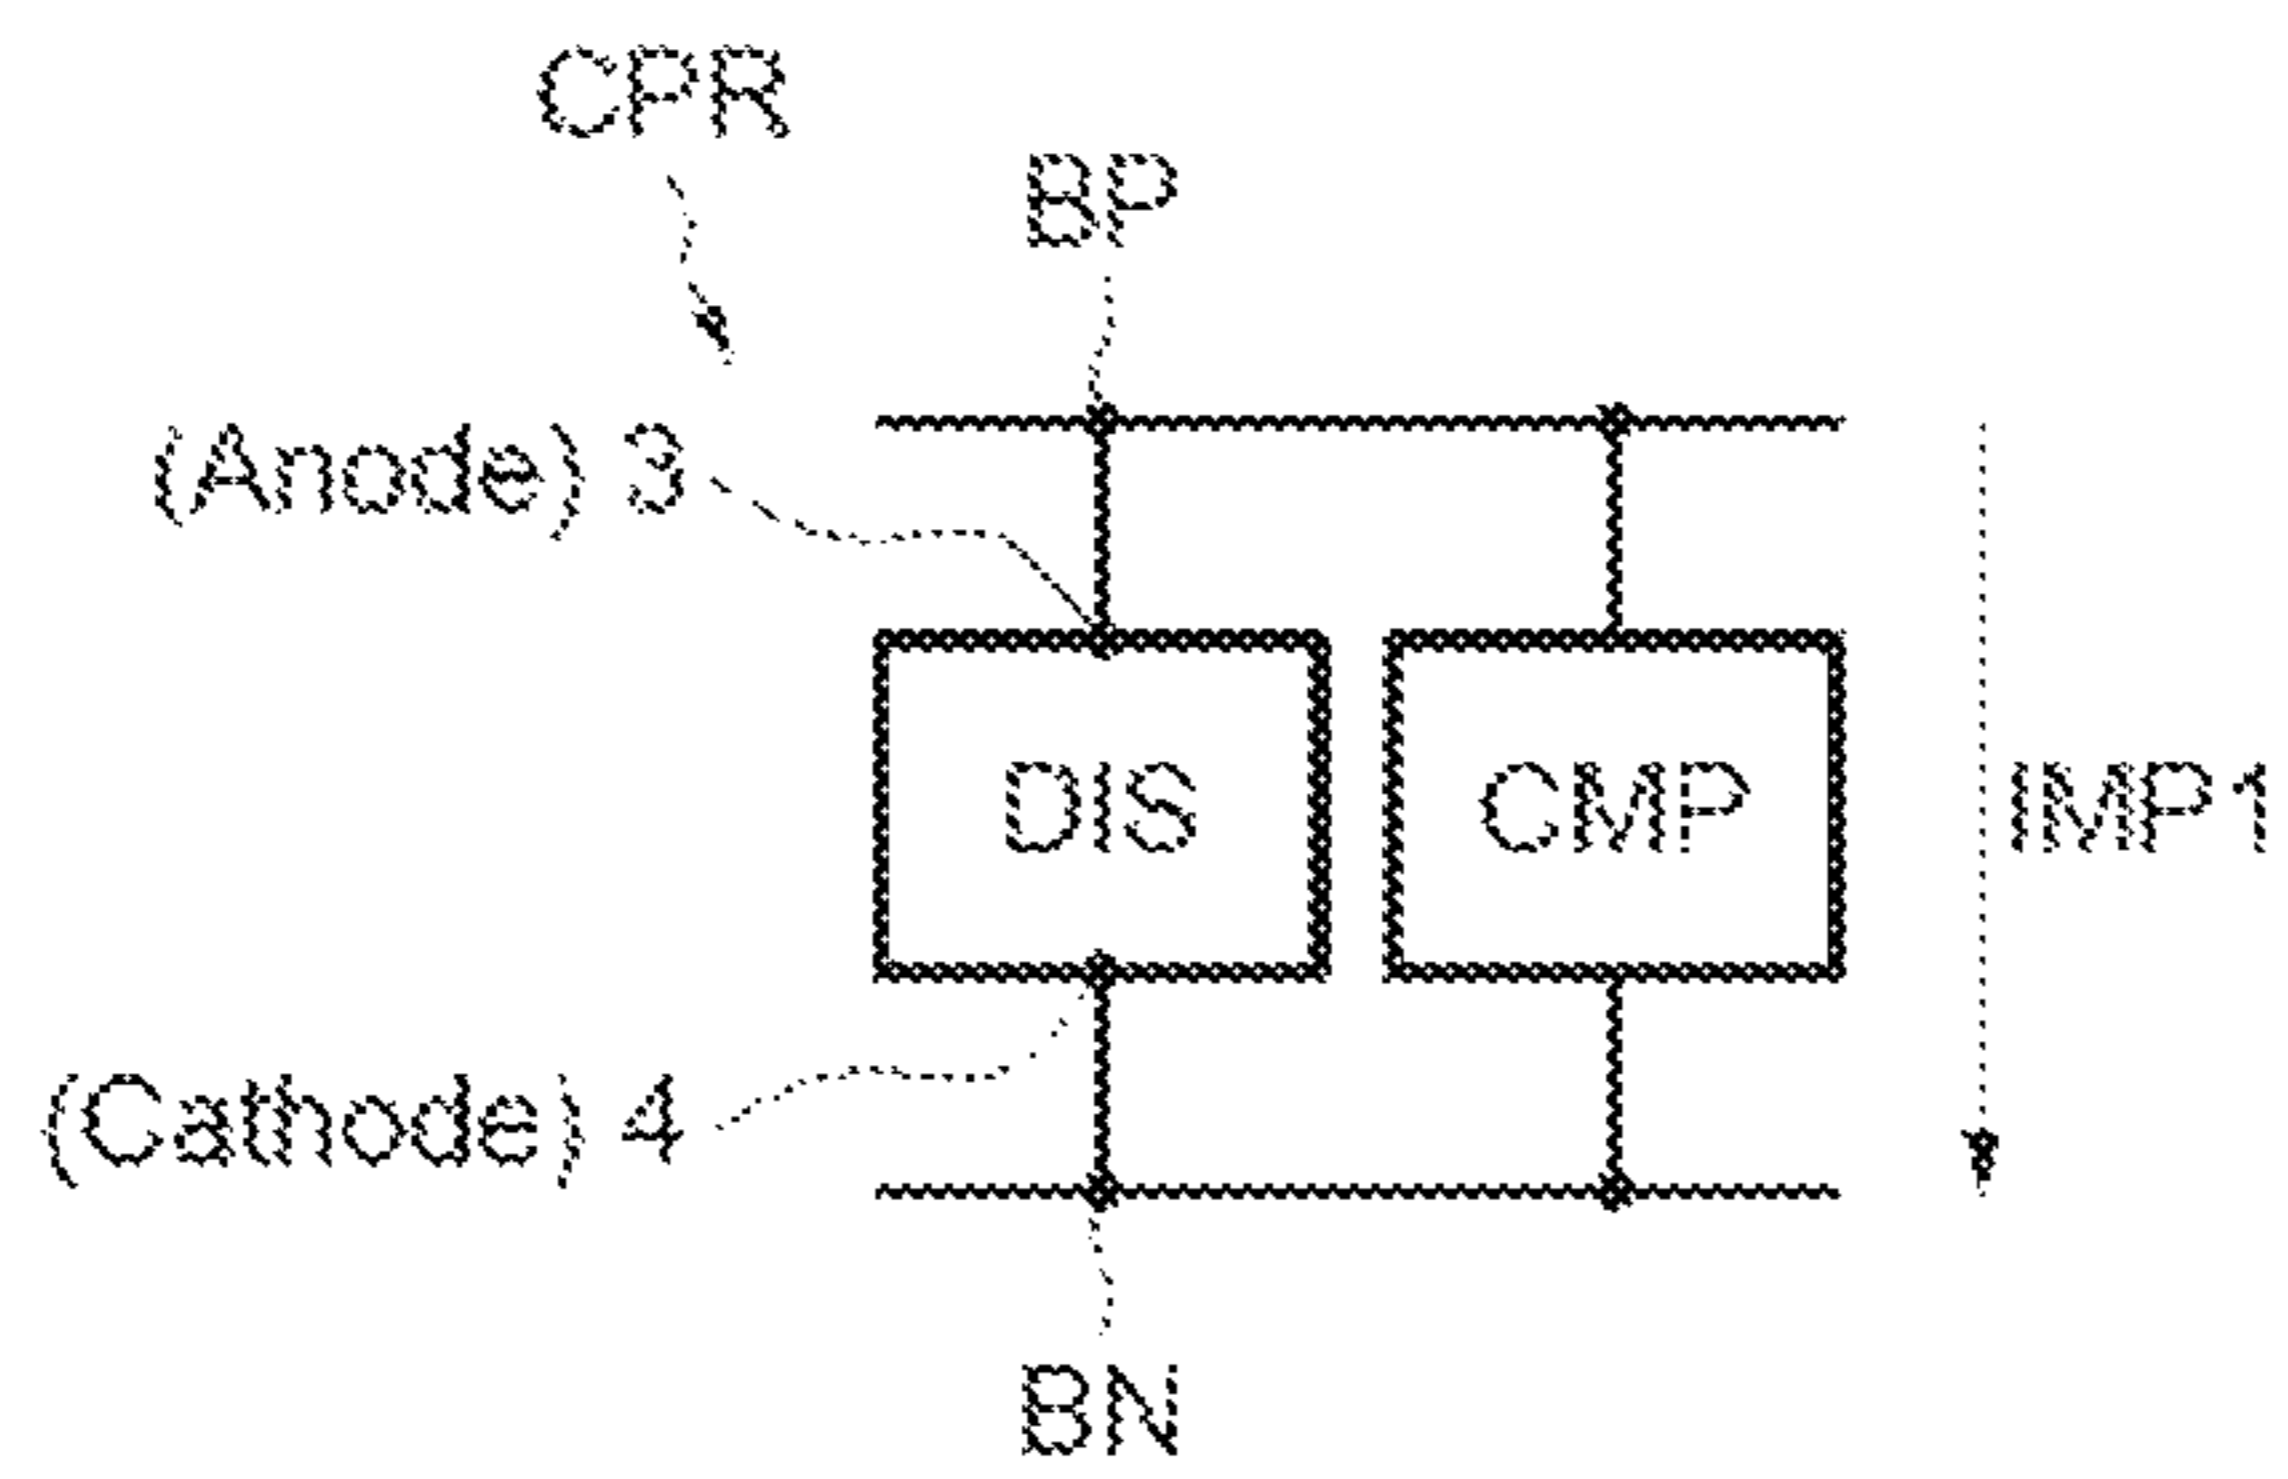 CPR
BP
(Anode) 3
DIS
CMP
IMP1
(Cathode) 4
BN